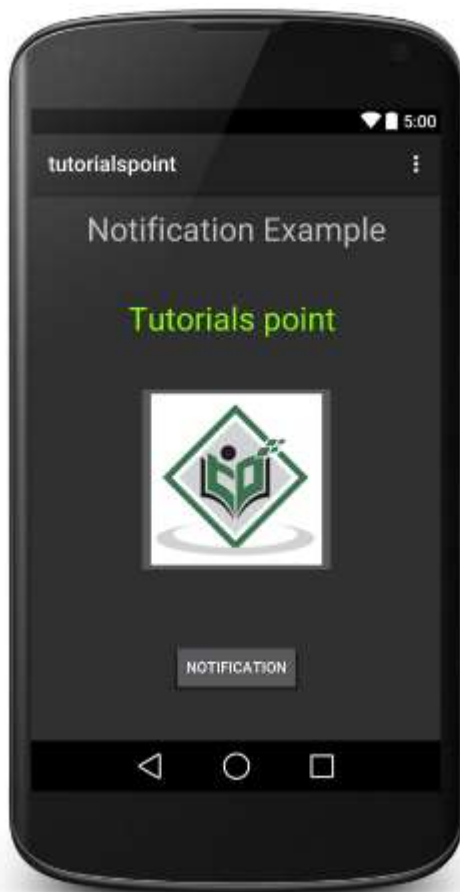 5:00
tutorialspoint
Notification Example
Tutorials point
NOTIFICATION